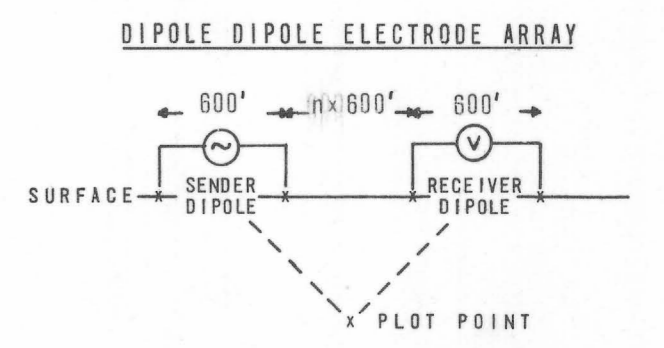 DIPOLE DIPOLE ELECTRODE ARRAY
600' n x 600' 600'
~ V
SURFACE SENDER RECEIVER
DIPOLE DIPOLE
x PLOT POINT